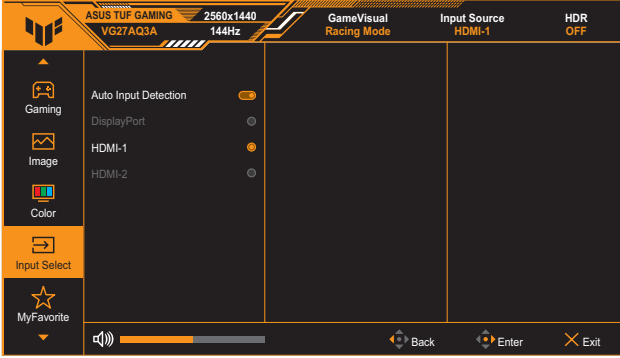 ASUS TUF GAMING 2560x1440
VG27AQ3A 144Hz
GameVisual
Racing Mode
Input Source
HDMI-1
HDR
OFF
Gaming
Image
Color
Input Select
MyFavorite
Auto Input Detection
DisplayPort
HDMI-1
HDMI-2
Back
Enter
Exit